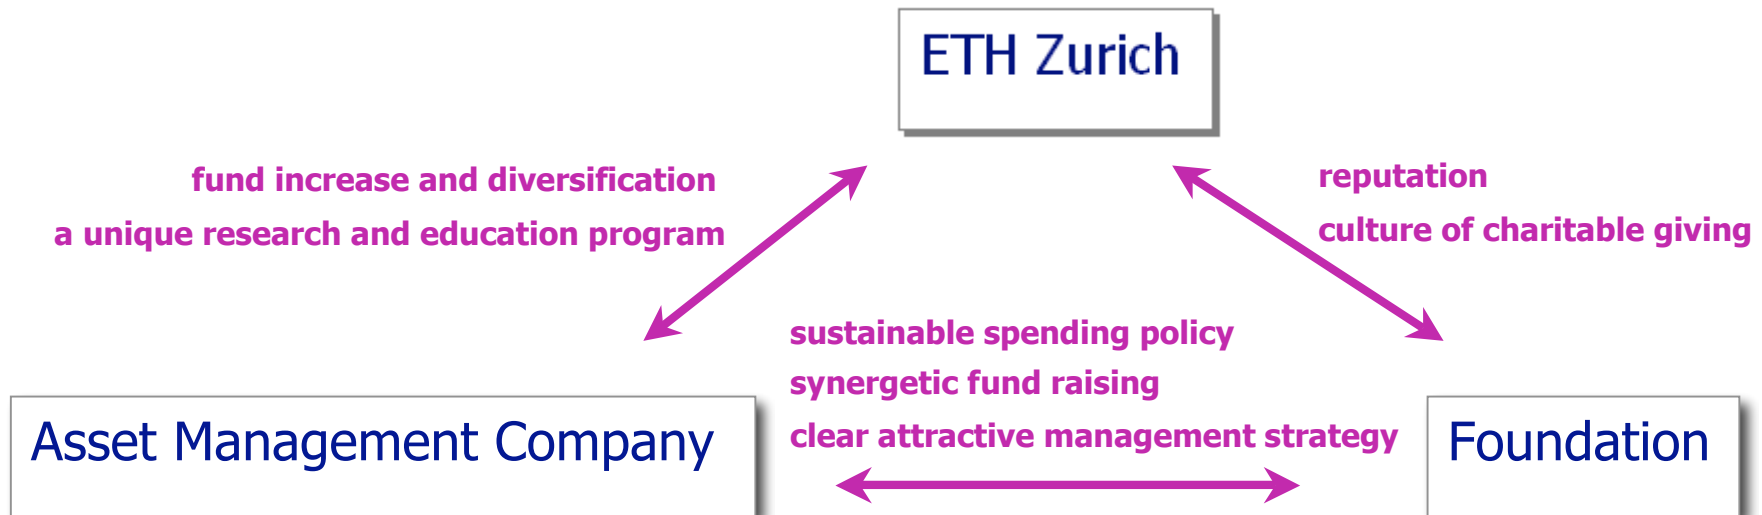 ETH Zurich
fund increase and diversification
a unique research and education program
reputation
culture of charitable giving
sustainable spending policy
synergetic fund raising
clear attractive management strategy
Asset Management Company
Foundation